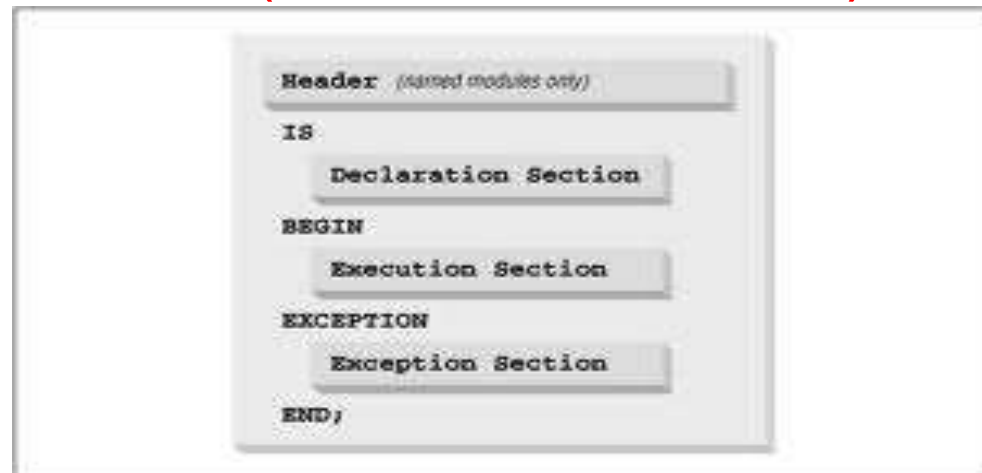 Header (named modules only)
IS
Declaration Section
BEGIN
Execution Section
EXCEPTION
Exception Section
END;